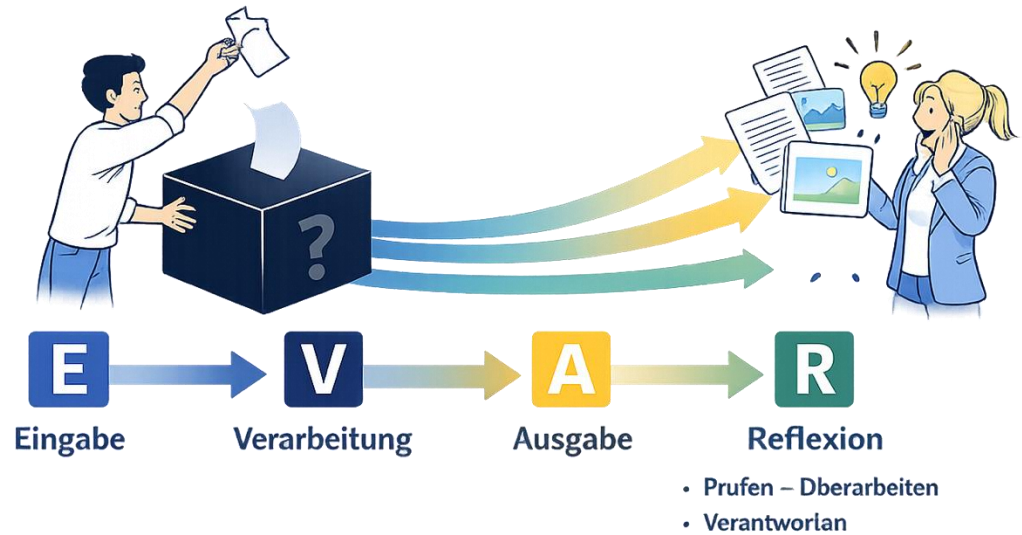 ?
E
V
A
R
Eingabe
Verarbeitung
Ausgabe
Reflexion
• Prufen – Dberarbeiten
• Verantworlan